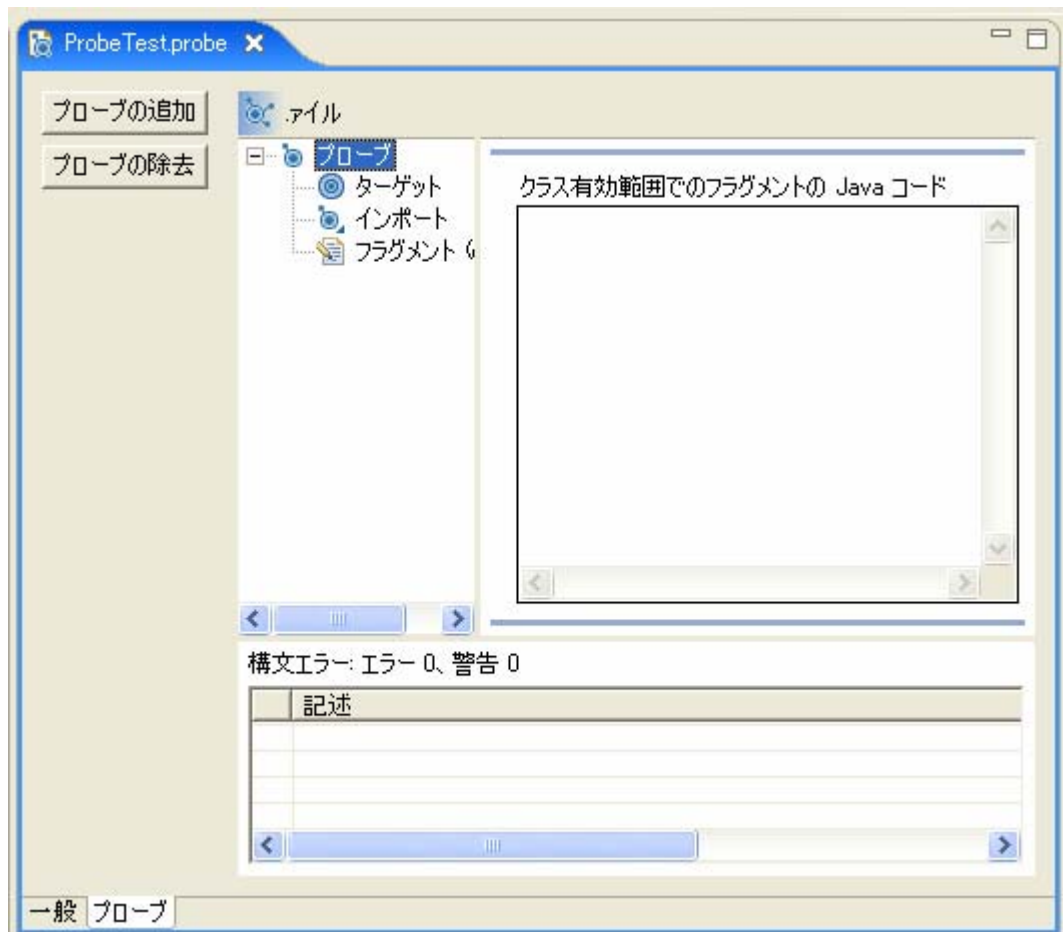 ProbeTest.probe
プローブの追加
プローブの除去
ァイル
プローブ
ターゲット
インポート
フラグメント
クラス有効範囲でのフラグメントの Java コード
構文エラー: エラー 0、警告 0
記述
一般 プローブ